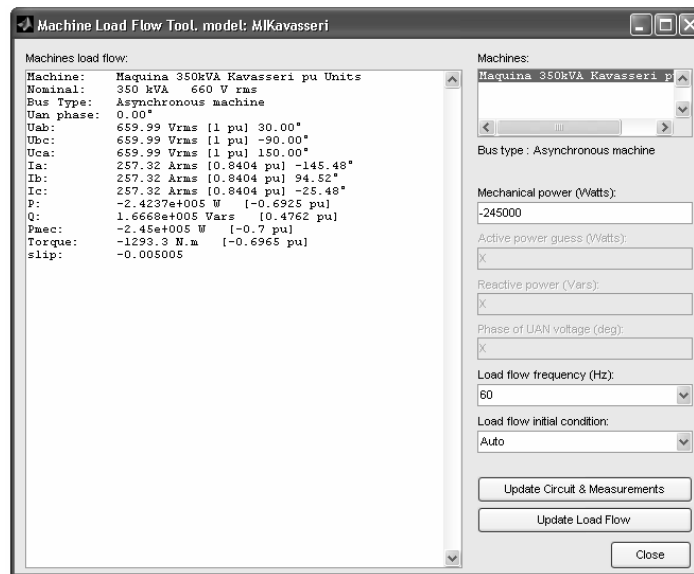 Machine Load Flow Tool. model: MIKavasseri
Machines load flow:
Machine: Maquina 350kVA Kavasseri pu Units
Nominal: 350 kVA 660 V rms
Bus Type: Asynchronous machine
Uan phase: 0.00°
Uab: 659.99 Vrms [1 pu] 30.00°
Ubc: 659.99 Vrms [1 pu] -90.00°
Uca: 659.99 Vrms [1 pu] 150.00°
Ia: 257.32 Arms [0.8404 pu] -145.48°
Ib: 257.32 Arms [0.8404 pu] 94.52°
Ic: 257.32 Arms [0.8404 pu] -25.48°
P: -2.4237e+005 W [-0.6925 pu]
Q: 1.6668e+005 Vars [0.4762 pu]
Pmec: -2.45e+005 W [-0.7 pu]
Torque: -1293.3 N.m [-0.6965 pu]
slip: -0.005005
Machines:
Maquina 350kVA Kavasseri p
Bus type : Asynchronous machine
Mechanical power (Watts):
-245000
Active power guess (Watts):
X
Reactive power (Vars):
X
Phase of UAN voltage (deg):
X
Load flow frequency (Hz):
60
Load flow initial condition:
Auto
Update Circuit & Measurements
Update Load Flow
Close